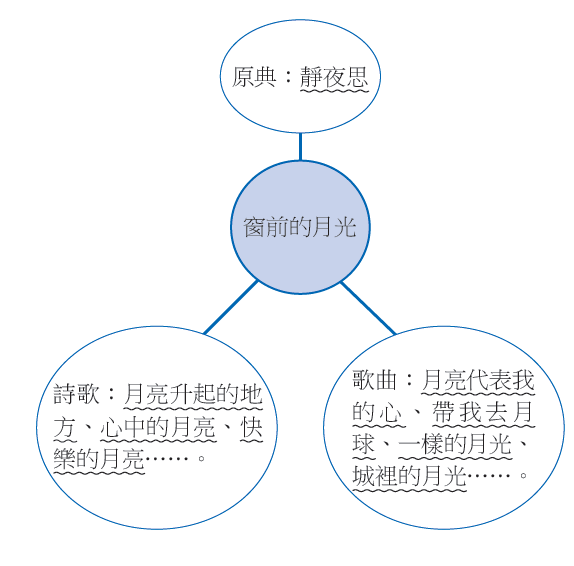 原典：靜夜思
窗前的月光
詩歌：月亮升起的地
方、心中的月亮、快
樂的月亮……。
歌曲：月亮代表我
的心、帶我去月
球、一樣的月光、
城裡的月光……。